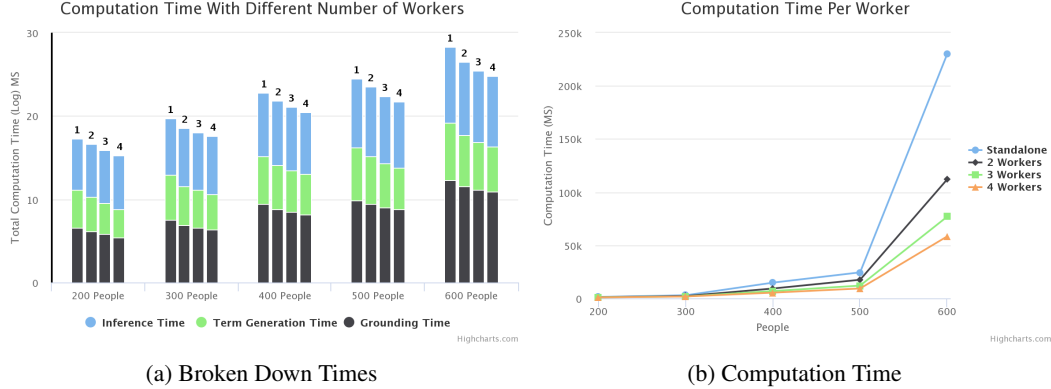 Computation Time With Different Number of Workers
Total Computation Time (Log) MS
30
20
10
0
1 2 3 4
1 2 3 4
1 2 3 4
1 2 3 4
1 2 3 4
200 People 300 People 400 People 500 People 600 People
Inference Time Term Generation Time Grounding Time
Highcharts.com
(a) Broken Down Times
Computation Time Per Worker
Computation Time (MS)
250k
200k
150k
100k
50k
0
200 300 400 500 600
People
Standalone
2 Workers
3 Workers
4 Workers
Highcharts.com
(b) Computation Time